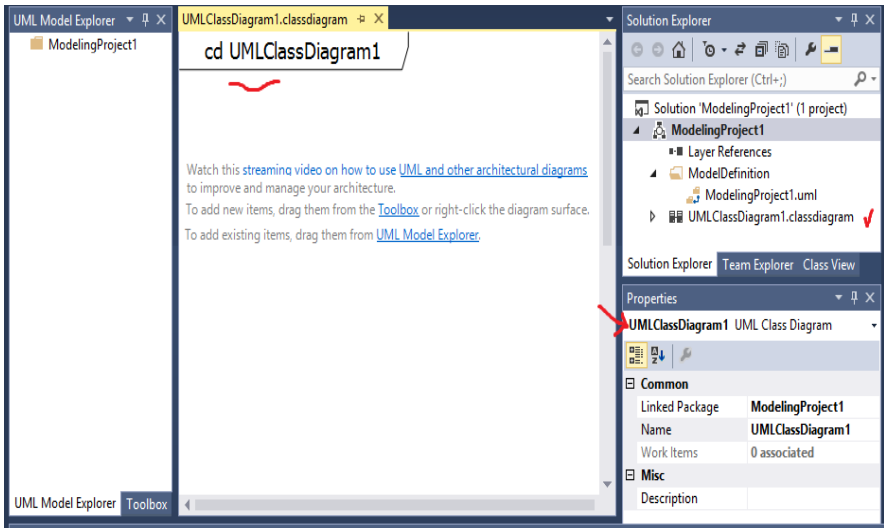 UML Model Explorer
ModelingProject1
UML Model Explorer
Toolbox
UMLClassDiagram1.classdiagram
cd UMLClassDiagram1
Watch this streaming video on how to use UML and other architectural diagrams
to improve and manage your architecture.
To add new items, drag them from the Toolbox or right-click the diagram surface.
To add existing items, drag them from UML Model Explorer.
Solution Explorer
Search Solution Explorer (Ctrl+;)
Solution 'ModelingProject1' (1 project)
ModelingProject1
Layer References
ModelDefinition
ModelingProject1.uml
UMLClassDiagram1.classdiagram
Solution Explorer Team Explorer Class View
Properties
UMLClassDiagram1 UML Class Diagram
Common
Linked Package ModelingProject1
Name UMLClassDiagram1
Work Items 0 associated
Misc
Description